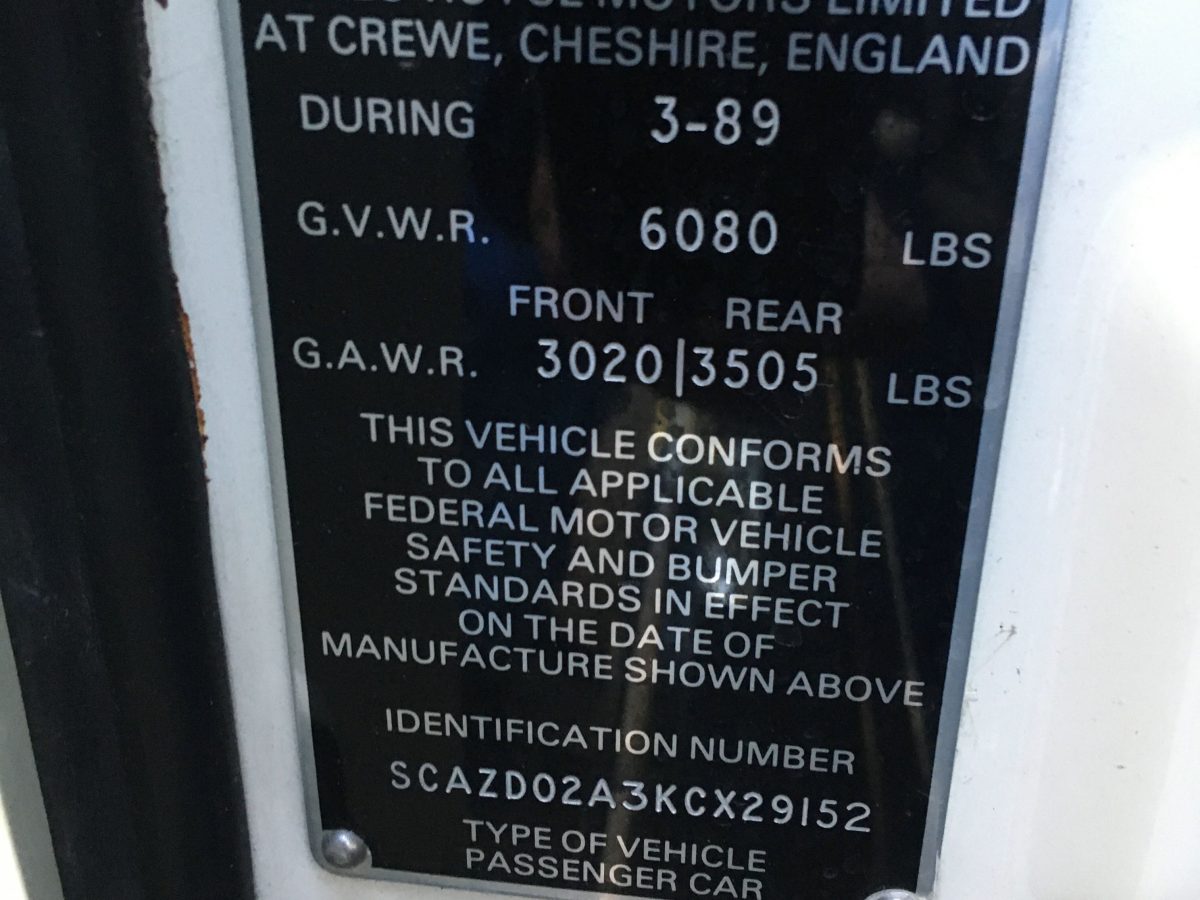 MOTORS LIMITED
AT CREWE, CHESHIRE, ENGLAND
DURING 3-89
G.V.W.R. 6080 LBS
FRONT REAR
G.A.W.R. 3020|3505 LBS
THIS VEHICLE CONFORMS
TO ALL APPLICABLE
FEDERAL MOTOR VEHICLE
SAFETY AND BUMPER
STANDARDS IN EFFECT
ON THE DATE OF
MANUFACTURE SHOWN ABOVE
IDENTIFICATION NUMBER
SCAZD02A3KCX29152
TYPE OF VEHICLE
PASSENGER CAR